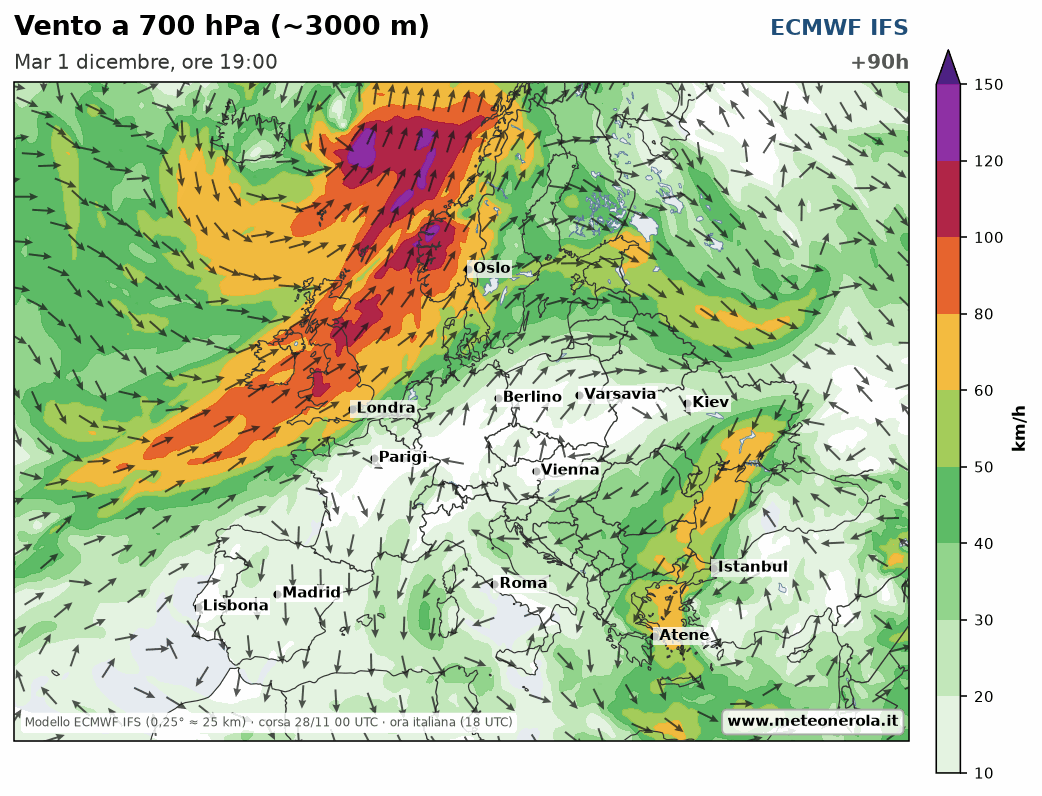 Vento a 700 hPa (~3000 m)
ECMWF IFS
Mar 1 dicembre, ore 19:00
+90h
150
120
100
80
60
50
40
30
20
10
km/h
Oslo
Berlino
Varsavia
Kiev
Londra
Parigi
Vienna
Istanbul
Roma
Madrid
Lisbona
Atene
Modello ECMWF IFS (0,25° ≈ 25 km) · corsa 28/11 00 UTC · ora italiana (18 UTC)
www.meteonerola.it